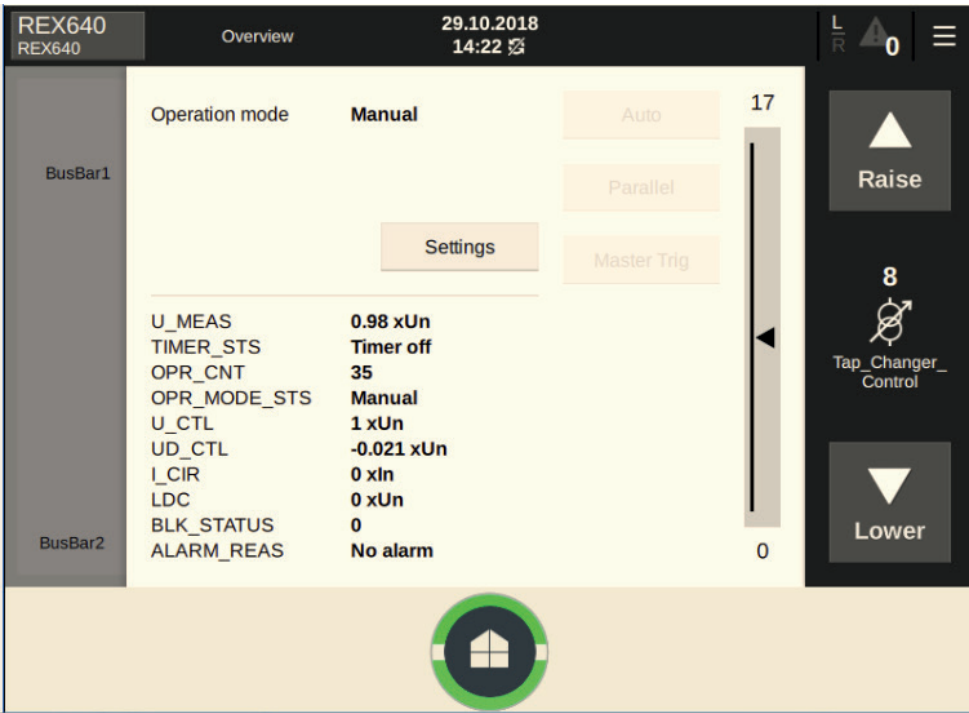 REX640
REX640
Overview
29.10.2018
14:22
L
R
0
BusBar1
BusBar2
Operation mode Manual
Auto
Parallel
Settings
Master Trig
U_MEAS 0.98 xUn
TIMER_STS Timer off
OPR_CNT 35
OPR_MODE_STS Manual
U_CTL 1 xUn
UD_CTL -0.021 xUn
I_CIR 0 xIn
LDC 0 xUn
BLK_STATUS 0
ALARM_REAS No alarm
17
0
Raise
8
Tap_Changer_
Control
Lower